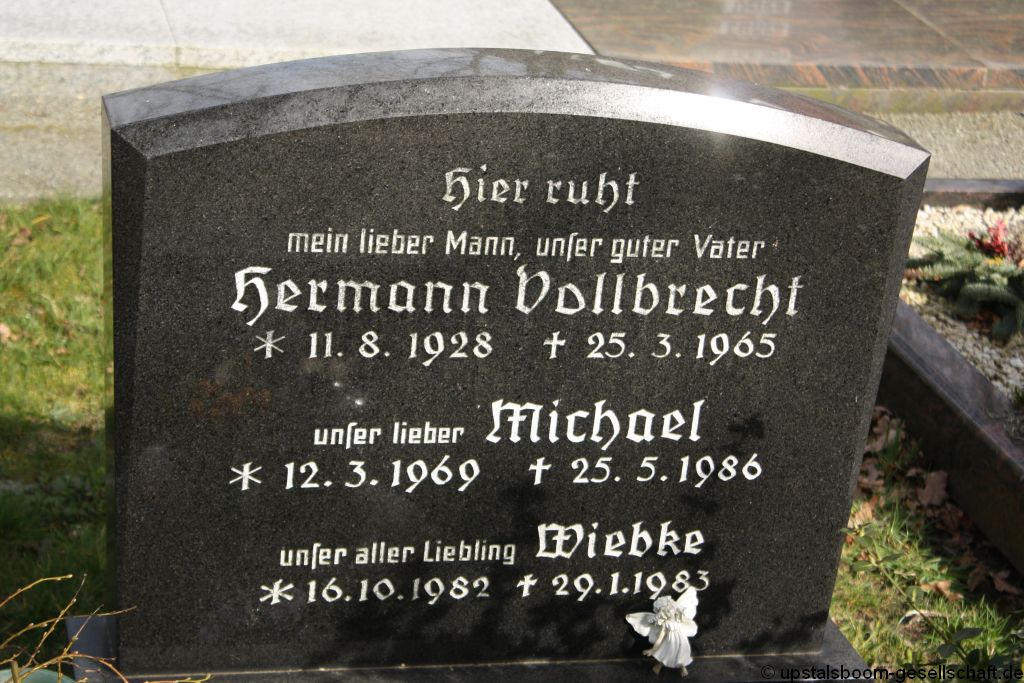 Hier ruht
mein lieber Mann, unſer guter Vater
Hermann Vollbrecht
* 11. 8. 1928 † 25. 3. 1965
unſer lieber Michael
* 12. 3. 1969 † 25. 5. 1986
unſer aller Liebling Wiebke
* 16. 10. 1982 † 29. 1. 1983
© upstalsboom-gesellschaft.de